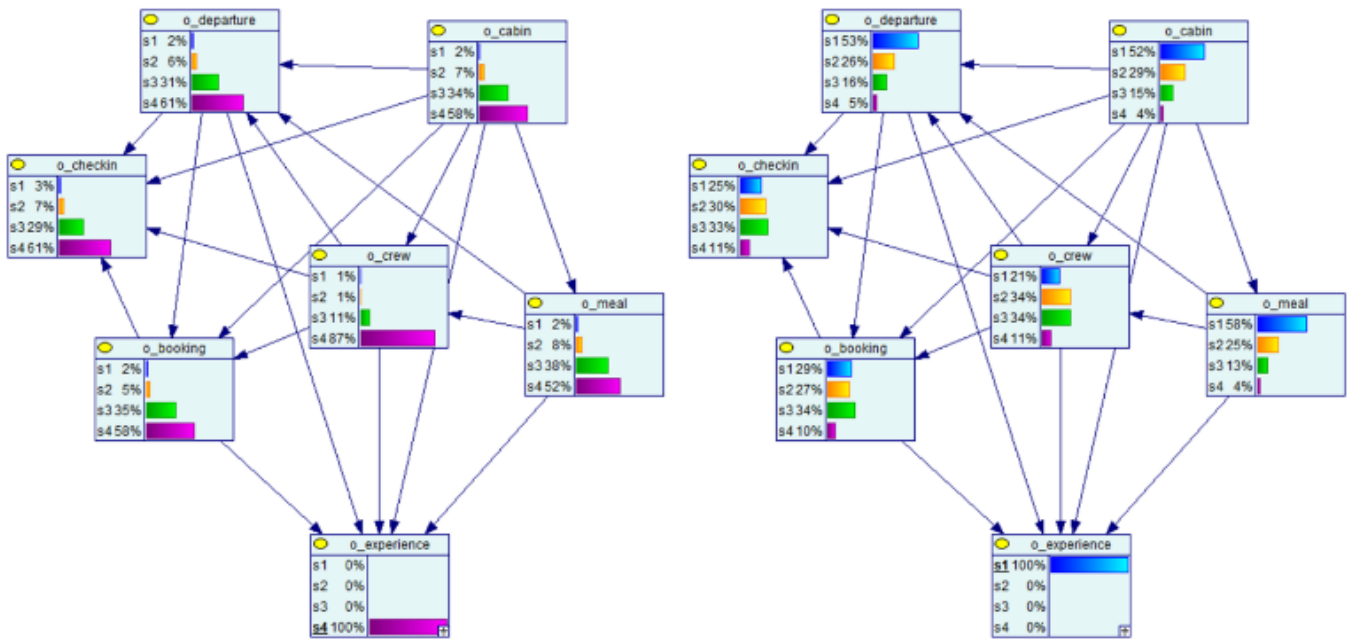 o_departure
s1 2%
s2 6%
s3 31%
s4 61%
o_cabin
s1 2%
s2 7%
s3 34%
s4 58%
o_checkin
s1 3%
s2 7%
s3 29%
s4 61%
o_crew
s1 1%
s2 1%
s3 11%
s4 87%
o_meal
s1 2%
s2 8%
s3 38%
s4 52%
o_booking
s1 2%
s2 5%
s3 35%
s4 58%
o_experience
s1 0%
s2 0%
s3 0%
s4 100%
o_departure
s1 53%
s2 26%
s3 16%
s4 5%
o_cabin
s1 52%
s2 29%
s3 15%
s4 4%
o_checkin
s1 25%
s2 30%
s3 33%
s4 11%
o_crew
s1 21%
s2 34%
s3 34%
s4 11%
o_meal
s1 58%
s2 25%
s3 13%
s4 4%
o_booking
s1 29%
s2 27%
s3 34%
s4 10%
o_experience
s1 100%
s2 0%
s3 0%
s4 0%